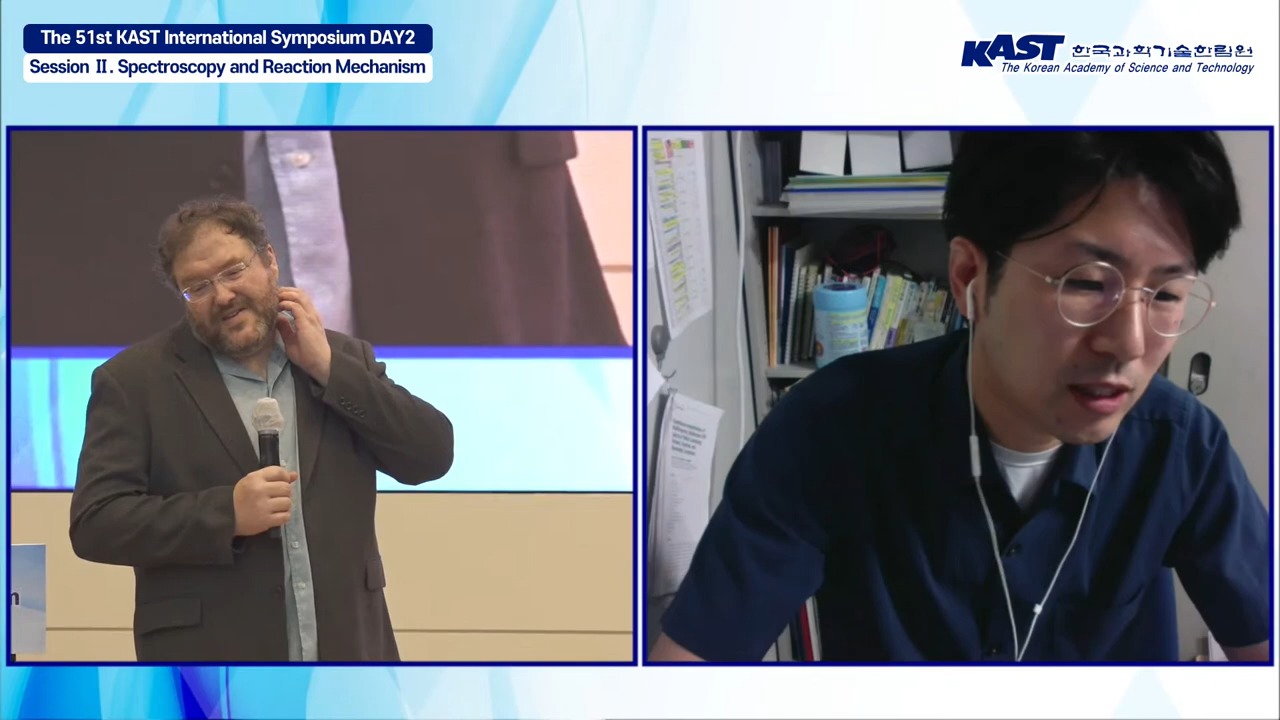 The 51st KAST International Symposium DAY2
Session Ⅱ. Spectroscopy and Reaction Mechanism
KAST 한국과학기술한림원
The Korean Academy of Science and Technology